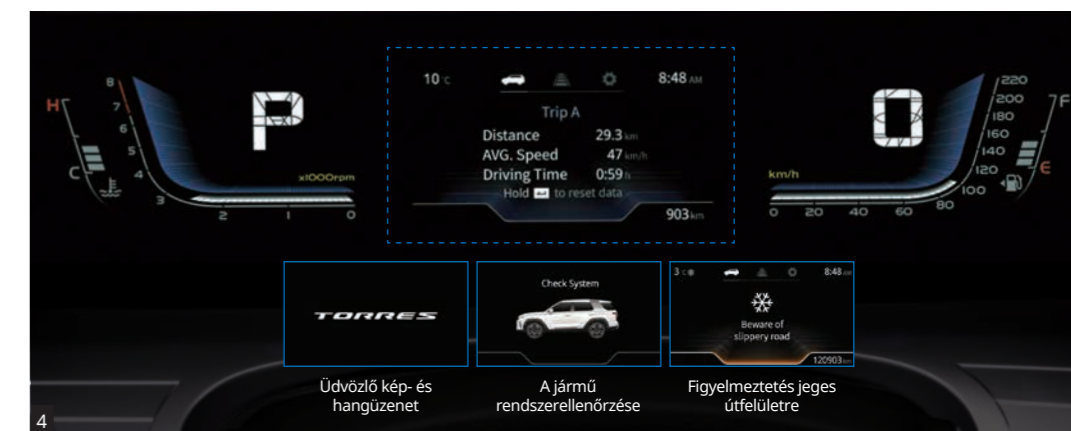 H
C
8
7
6
5
4
3
2
1
0
x1000rpm
P
10 °C
8:48 AM
Trip A
Distance 29.3 km
AVG. Speed 47 km/h
Driving Time 0:59 h
Hold to reset data
903 km
0
km/h
0
20
40
60
80
100
120
140
160
180
200
220
F
E
TORRES
Check System
3 °C
8:48 AM
Beware of
slippery road
120903 km
Üdvözlő kép- és
hangüzenet
A jármű
rendszerellenőrzése
Figyelmeztetés jeges
útfelületre
4